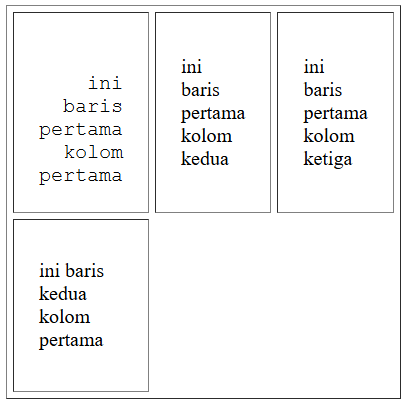 ini
baris
pertama
kolom
pertama
ini
baris
pertama
kolom
kedua
ini
baris
pertama
kolom
ketiga
ini baris
kedua
kolom
pertama